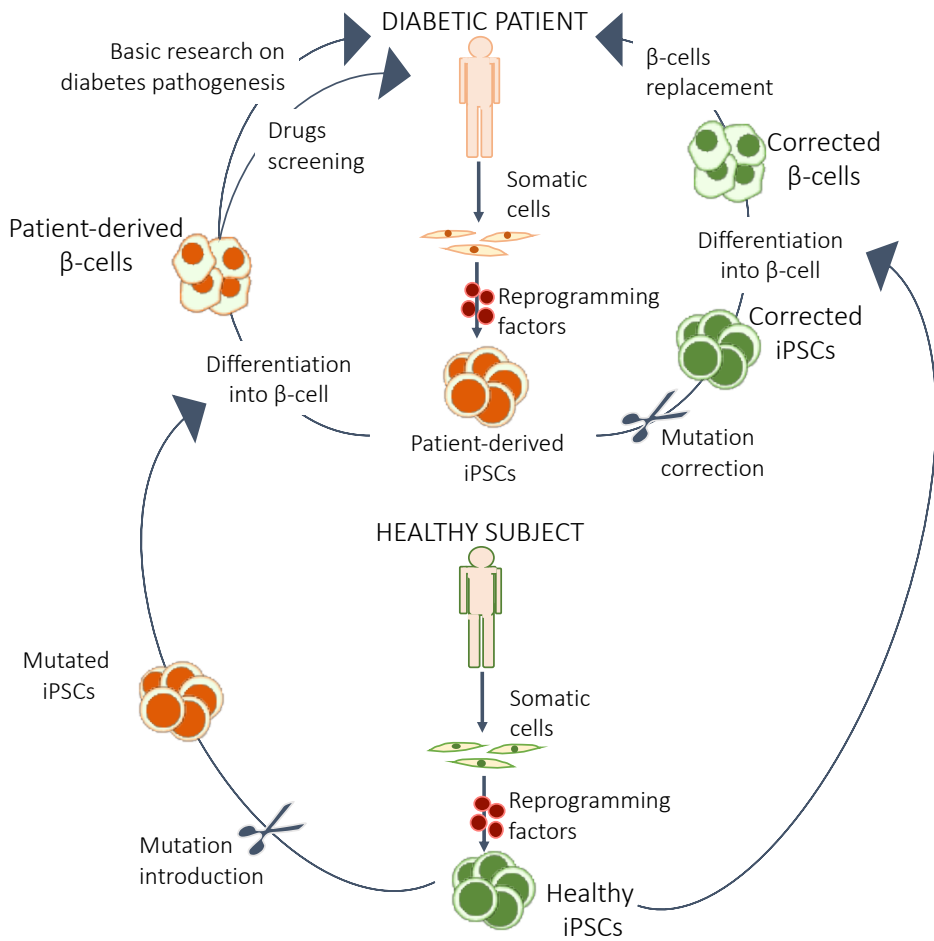 DIABETIC PATIENT
Basic research on
diabetes pathogenesis
Drugs
screening
β-cells
replacement
Corrected
β-cells
Somatic
cells
Patient-derived
β-cells
Differentiation
into β-cell
Reprogramming
factors
Corrected
iPSCs
Differentiation
into β-cell
Patient-derived
iPSCs
Mutation
correction
HEALTHY SUBJECT
Mutated
iPSCs
Somatic
cells
Reprogramming
factors
Mutation
introduction
Healthy
iPSCs